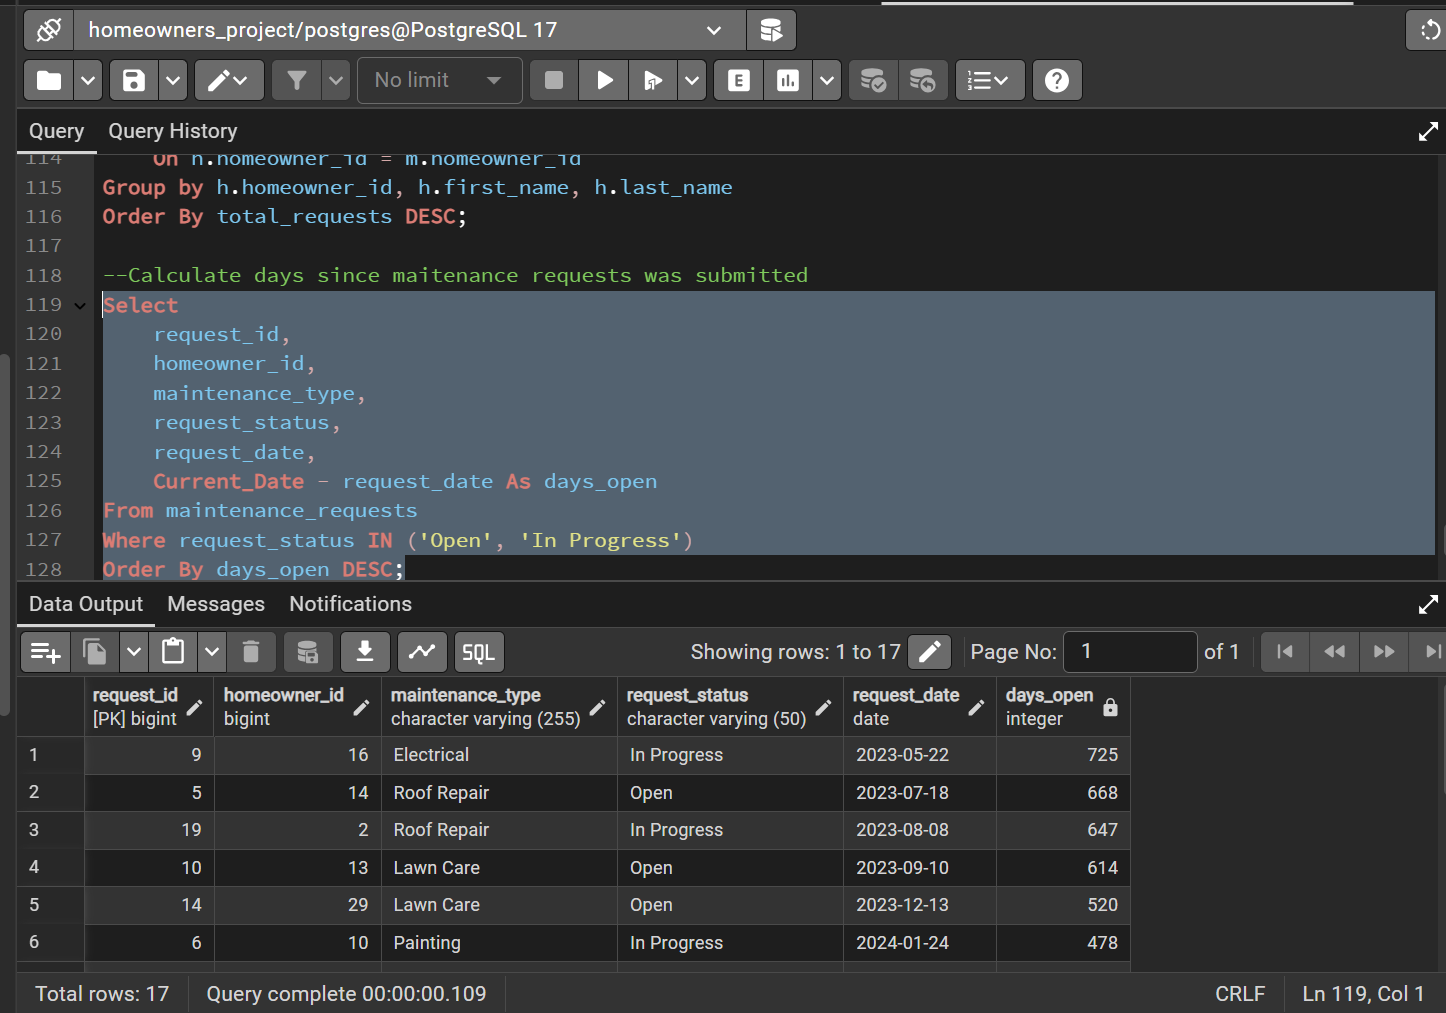 homeowners_project/postgres@PostgreSQL 17
No limit
E
Query Query History
114 On h.homeowner_id = m.homeowner_id
115 Group by h.homeowner_id, h.first_name, h.last_name
116 Order By total_requests DESC;
117
118 --Calculate days since maitenance requests was submitted
119 Select
120 request_id,
121 homeowner_id,
122 maintenance_type,
123 request_status,
124 request_date,
125 Current_Date - request_date As days_open
126 From maintenance_requests
127 Where request_status IN ('Open', 'In Progress')
128 Order By days_open DESC;
Data Output Messages Notifications
SQL Showing rows: 1 to 17 Page No: 1 of 1
request_id homeowner_id maintenance_type request_status request_date days_open
[PK] bigint bigint character varying (255) character varying (50) date integer
1 9 16 Electrical In Progress 2023-05-22 725
2 5 14 Roof Repair Open 2023-07-18 668
3 19 2 Roof Repair In Progress 2023-08-08 647
4 10 13 Lawn Care Open 2023-09-10 614
5 14 29 Lawn Care Open 2023-12-13 520
6 6 10 Painting In Progress 2024-01-24 478
Total rows: 17 Query complete 00:00:00.109 CRLF Ln 119, Col 1